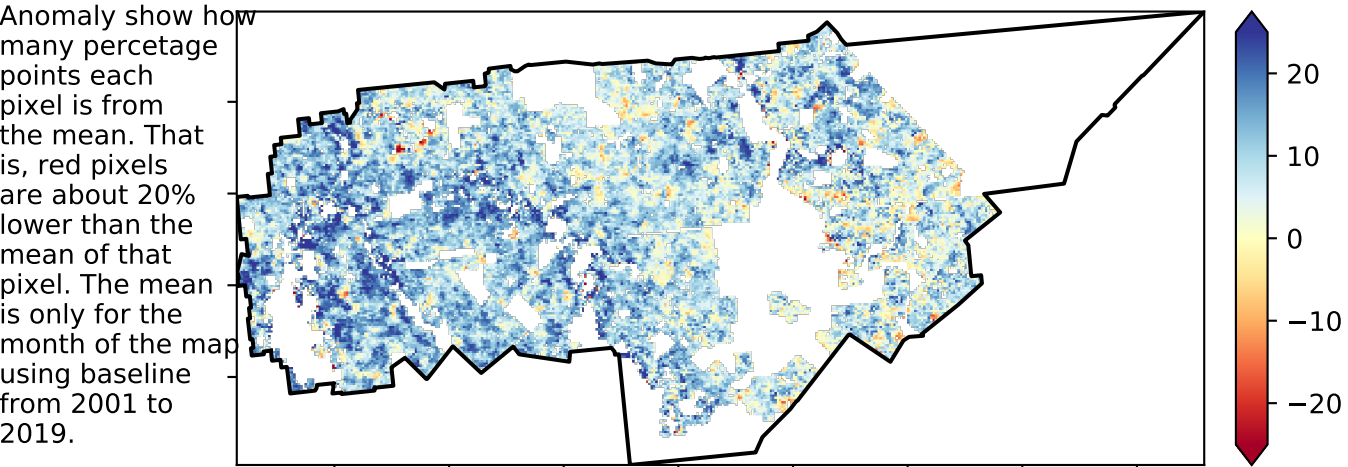 Anomaly show how
many percetage
points each
pixel is from
the mean. That
is, red pixels
are about 20%
lower than the
mean of that
pixel. The mean
is only for the
month of the map
using baseline
from 2001 to
2019.
20
10
0
−10
−20